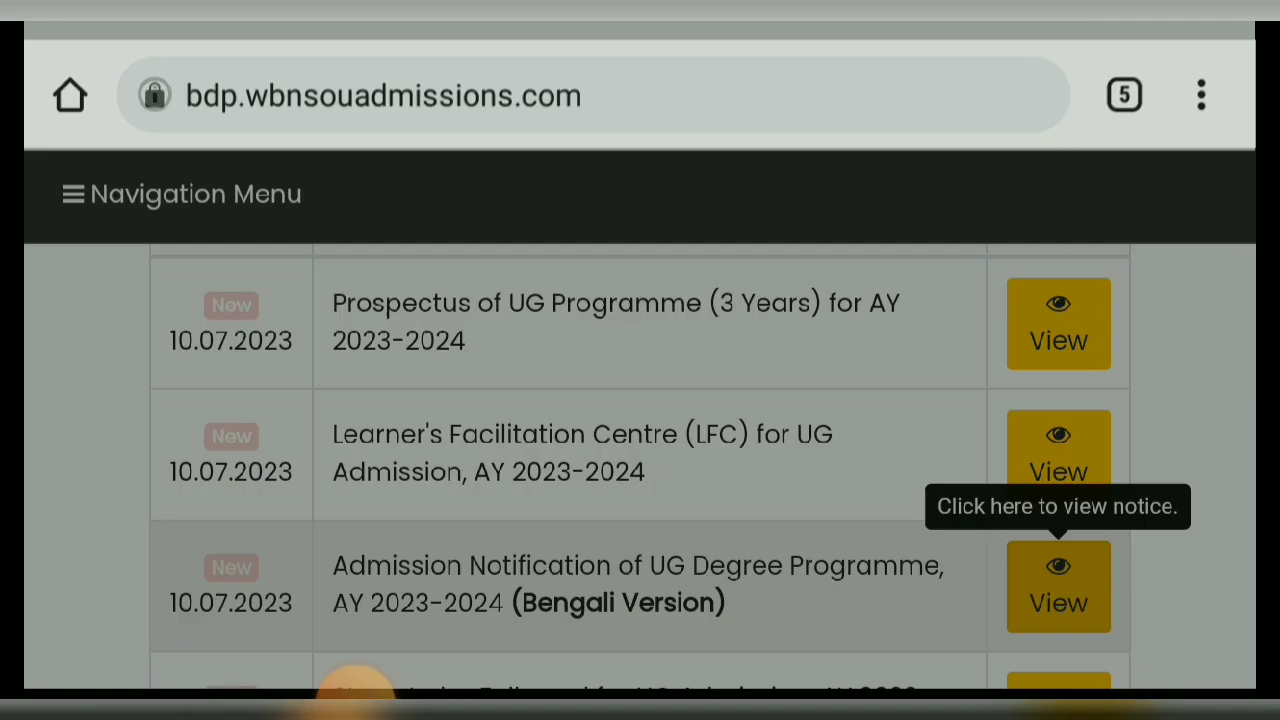 bdp.wbnsouadmissions.com
5
Navigation Menu
New
10.07.2023
Prospectus of UG Programme (3 Years) for AY
2023-2024
View
New
10.07.2023
Learner's Facilitation Centre (LFC) for UG
Admission, AY 2023-2024
View
Click here to view notice.
New
10.07.2023
Admission Notification of UG Degree Programme,
AY 2023-2024 (Bengali Version)
View